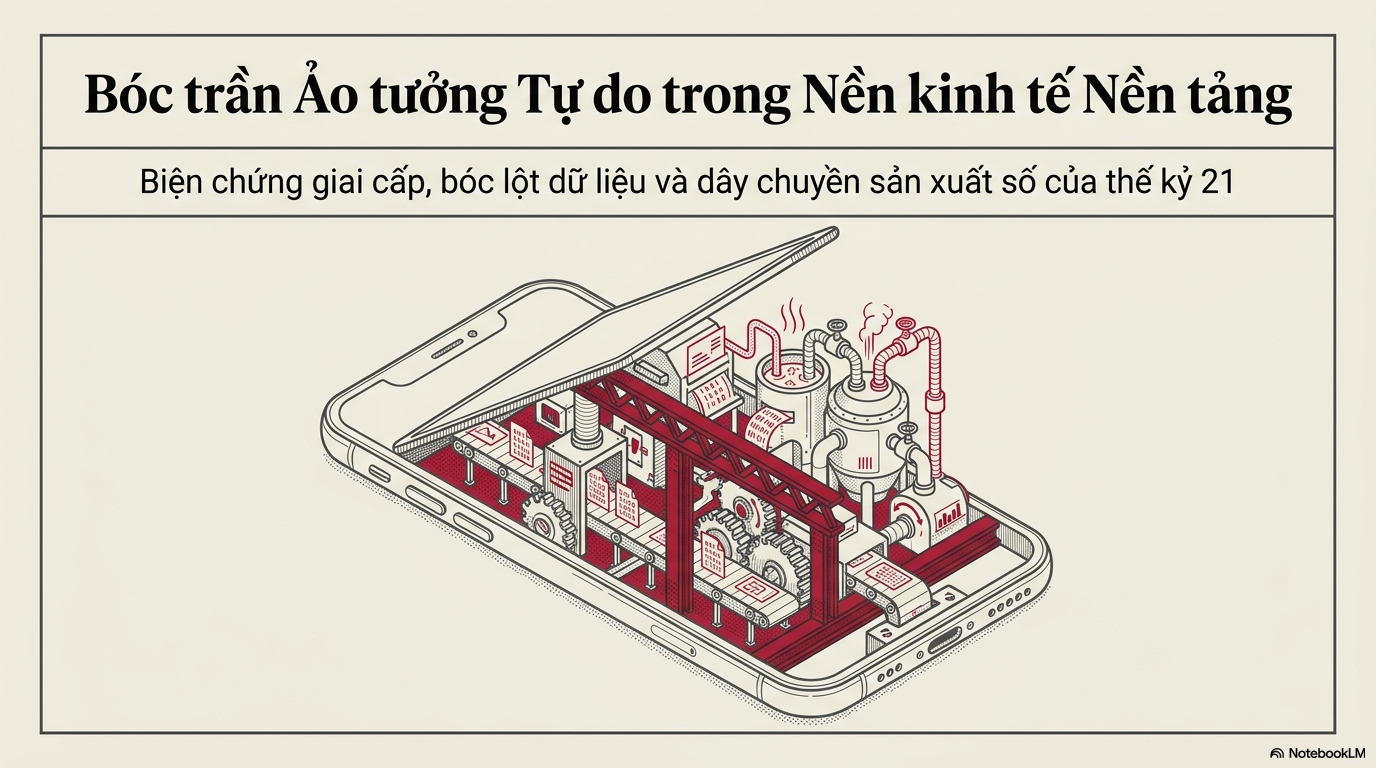 Bóc trần Ảo tưởng Tự do trong Nền kinh tế Nền tảng
Biện chứng giai cấp, bóc lột dữ liệu và dây chuyền sản xuất số của thế kỷ 21
NotebookLM